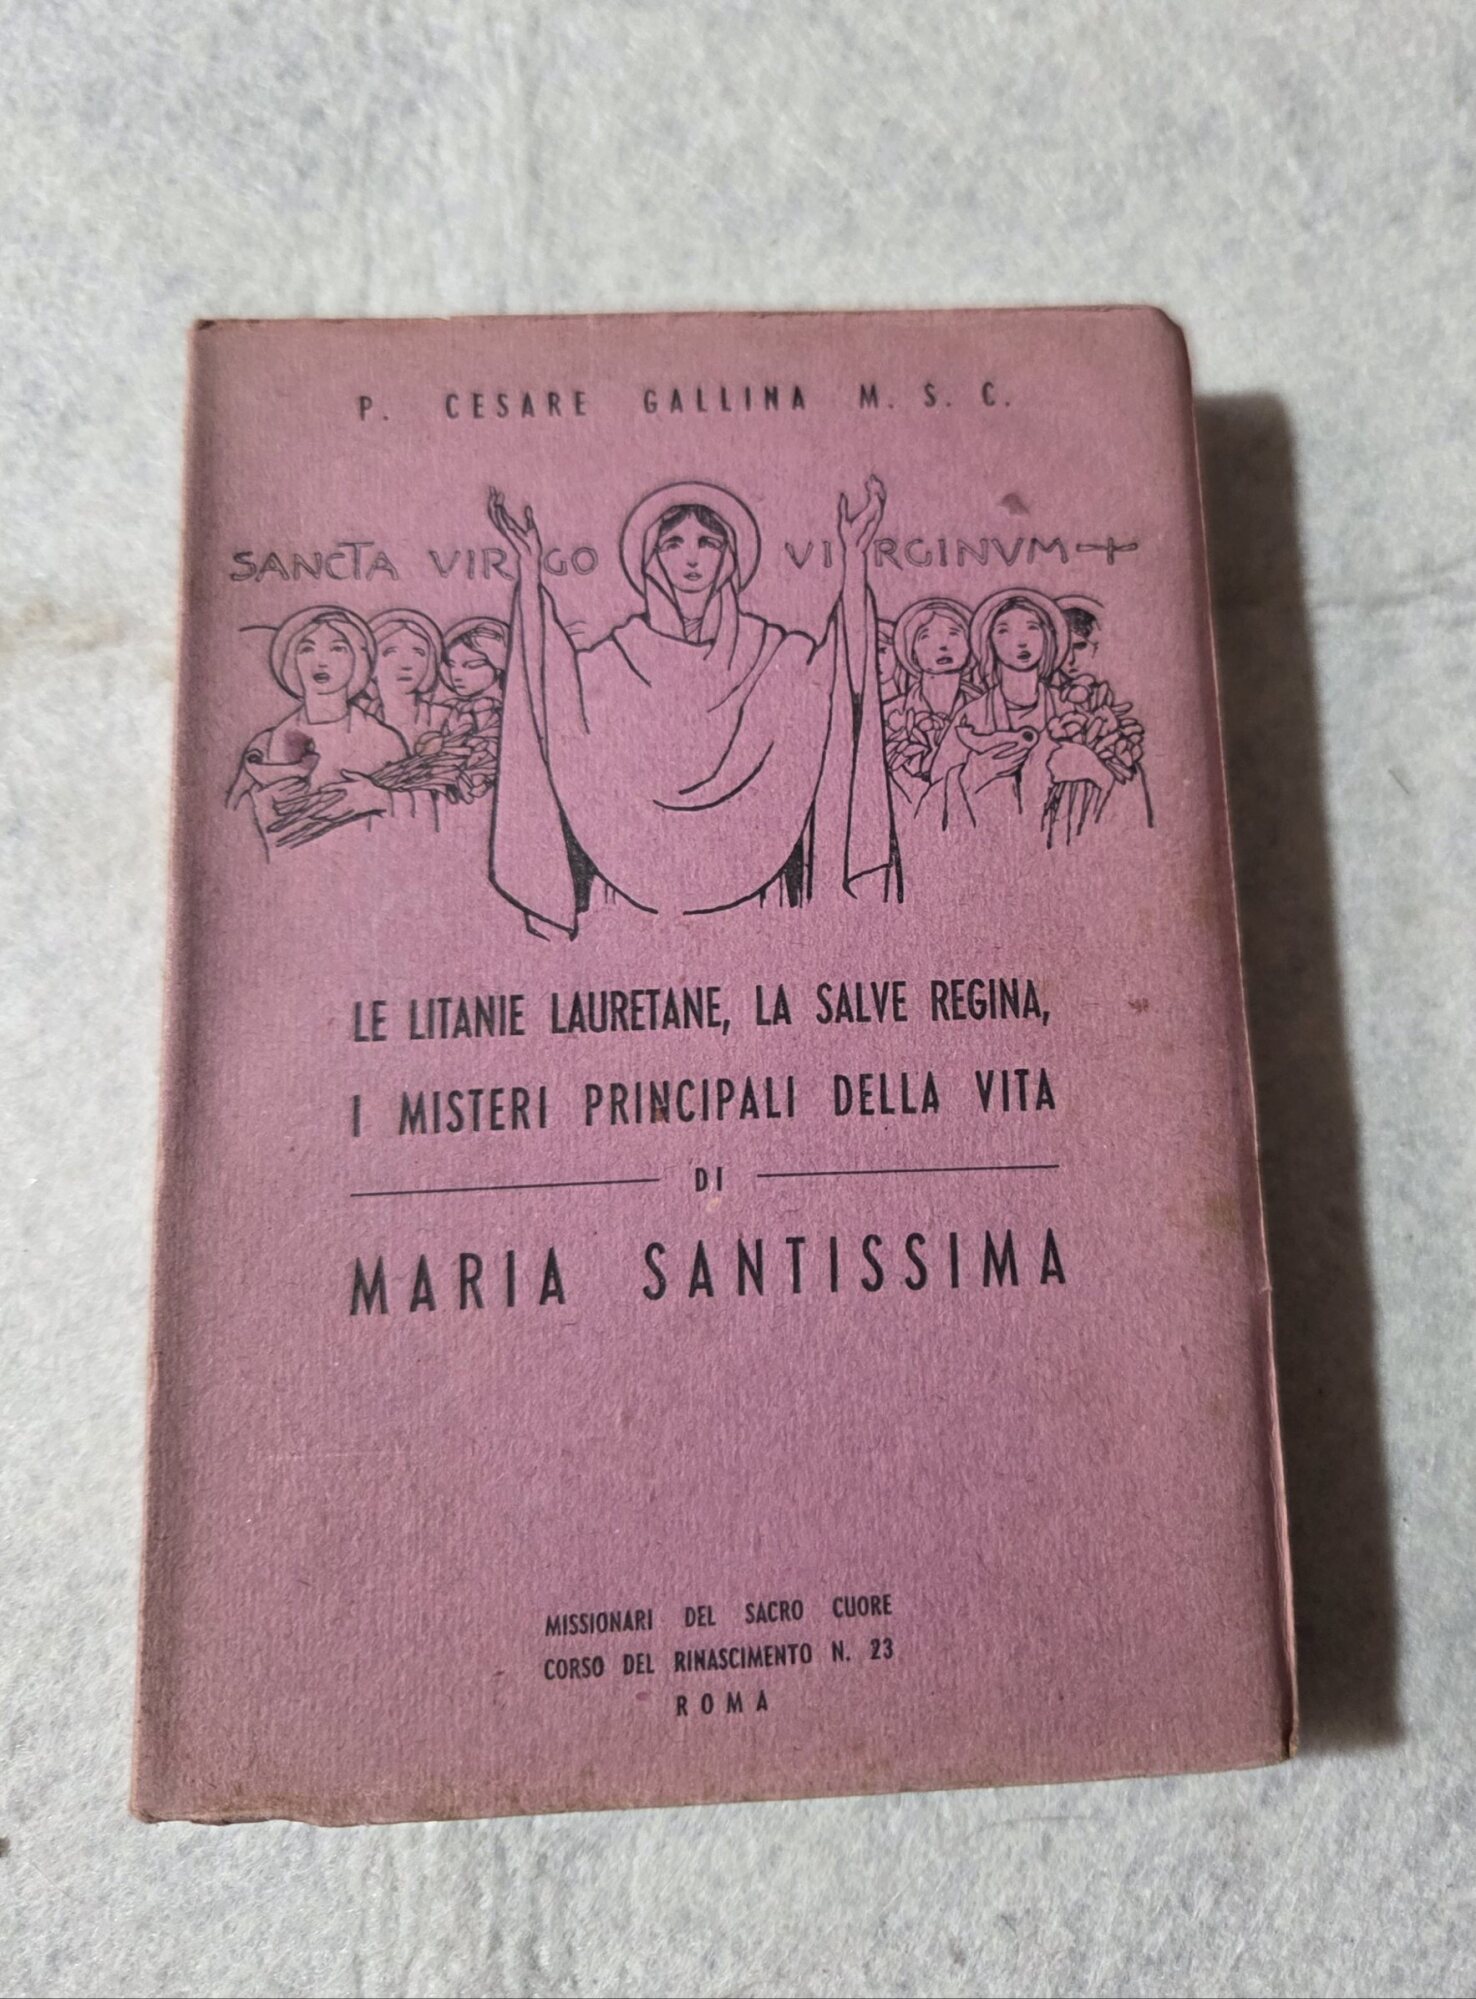 P. CESARE GALLINA M. S. C.
SANCTA VIRGO VIRGINVM
LE LITANIE LAURETANE, LA SALVE REGINA,
I MISTERI PRINCIPALI DELLA VITA
DI
MARIA SANTISSIMA
MISSIONARI DEL SACRO CUORE
CORSO DEL RINASCIMENTO N. 23
ROMA